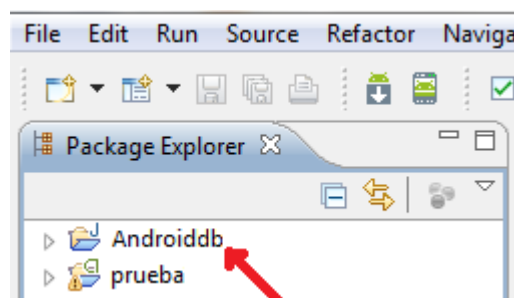 File Edit Run Source Refactor Naviga
Package Explorer
Androiddb
prueba